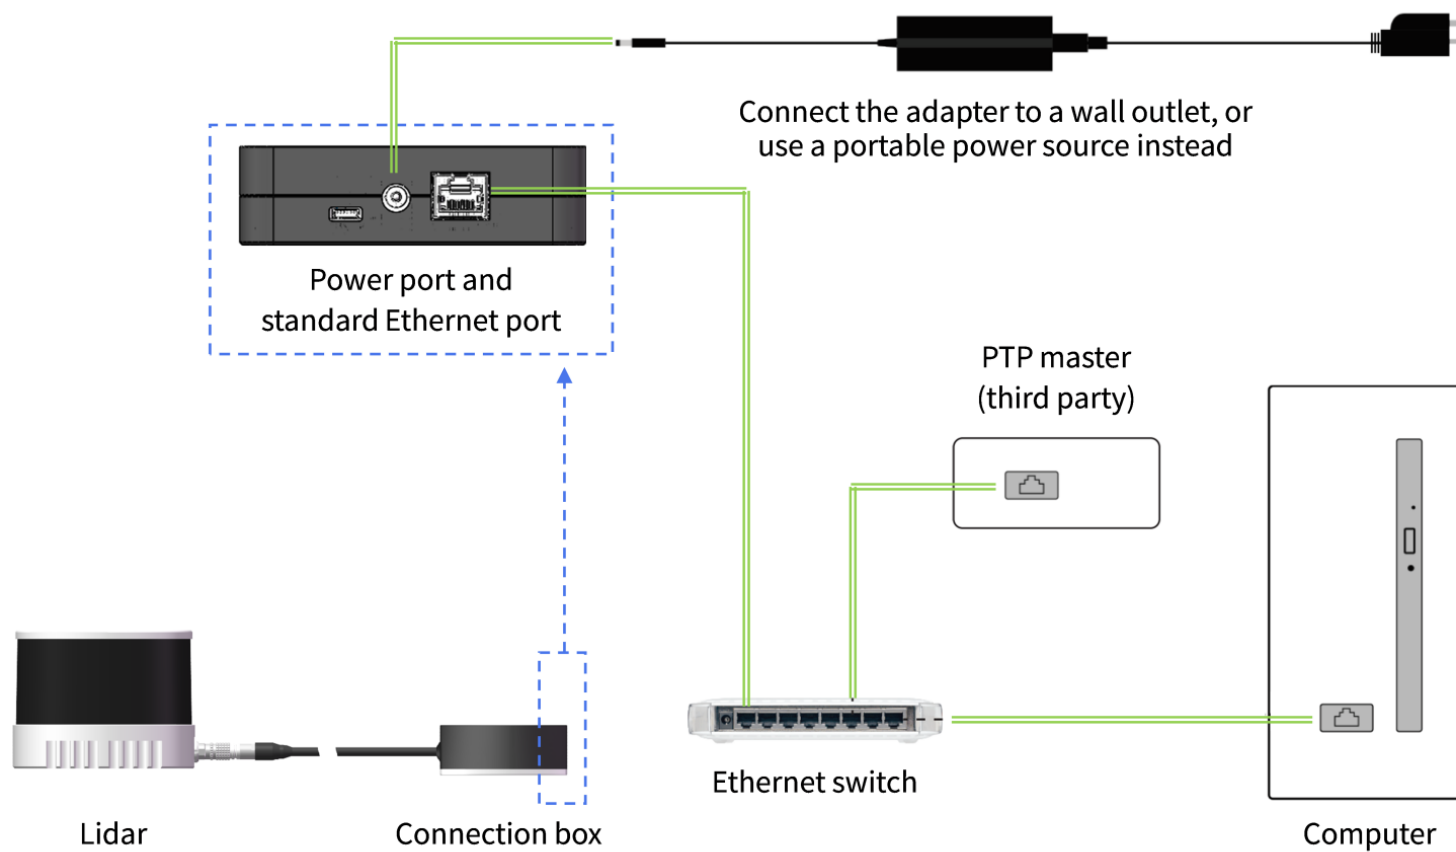 Connect the adapter to a wall outlet, or
use a portable power source instead
Power port and
standard Ethernet port
PTP master
(third party)
Ethernet switch
Lidar
Connection box
Computer